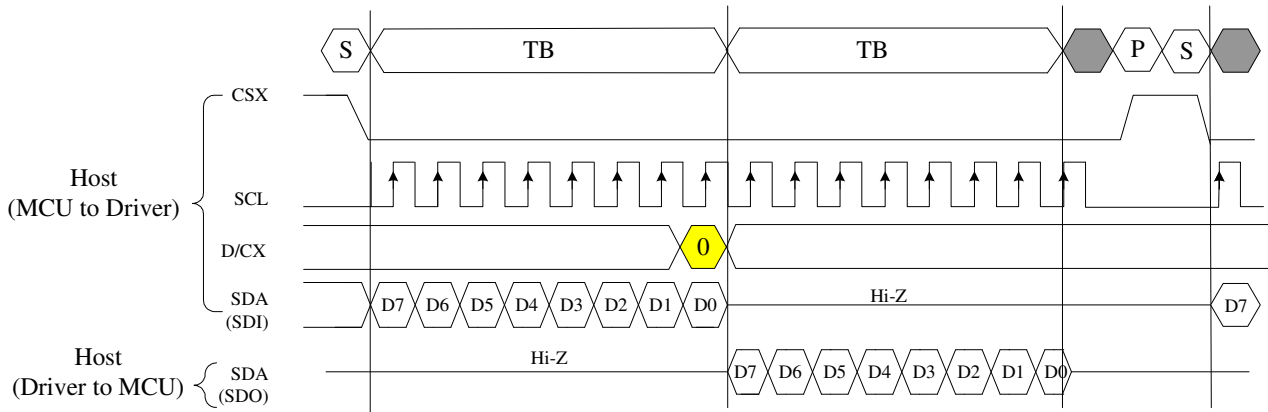 S TB TB P S
CSX
Host
(MCU to Driver)
SCL
D/CX 0
SDA
(SDI)
D7 D6 D5 D4 D3 D2 D1 D0 Hi-Z D7
Host
(Driver to MCU)
SDA
(SDO)
Hi-Z D7 D6 D5 D4 D3 D2 D1 D0